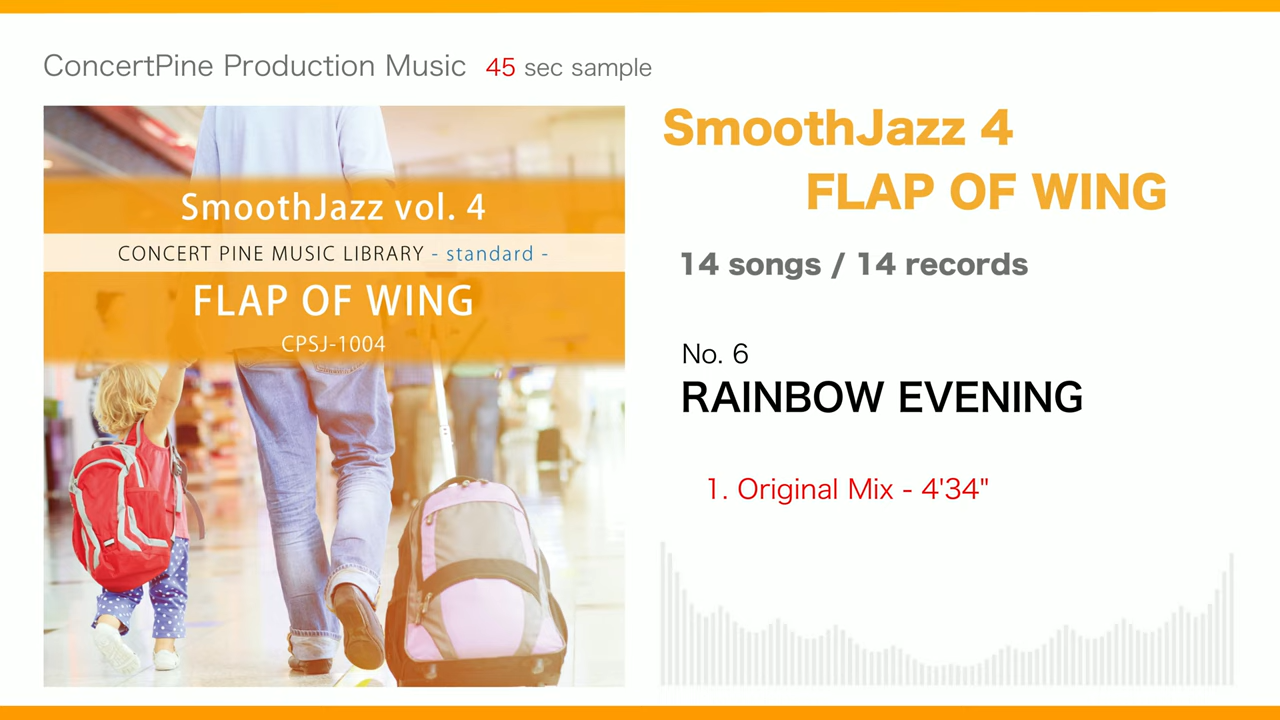 ConcertPine Production Music 45 sec sample
SmoothJazz vol. 4
CONCERT PINE MUSIC LIBRARY - standard -
FLAP OF WING
CPSJ-1004
SmoothJazz 4
FLAP OF WING
14 songs / 14 records
No. 6
RAINBOW EVENING
1. Original Mix - 4'34"